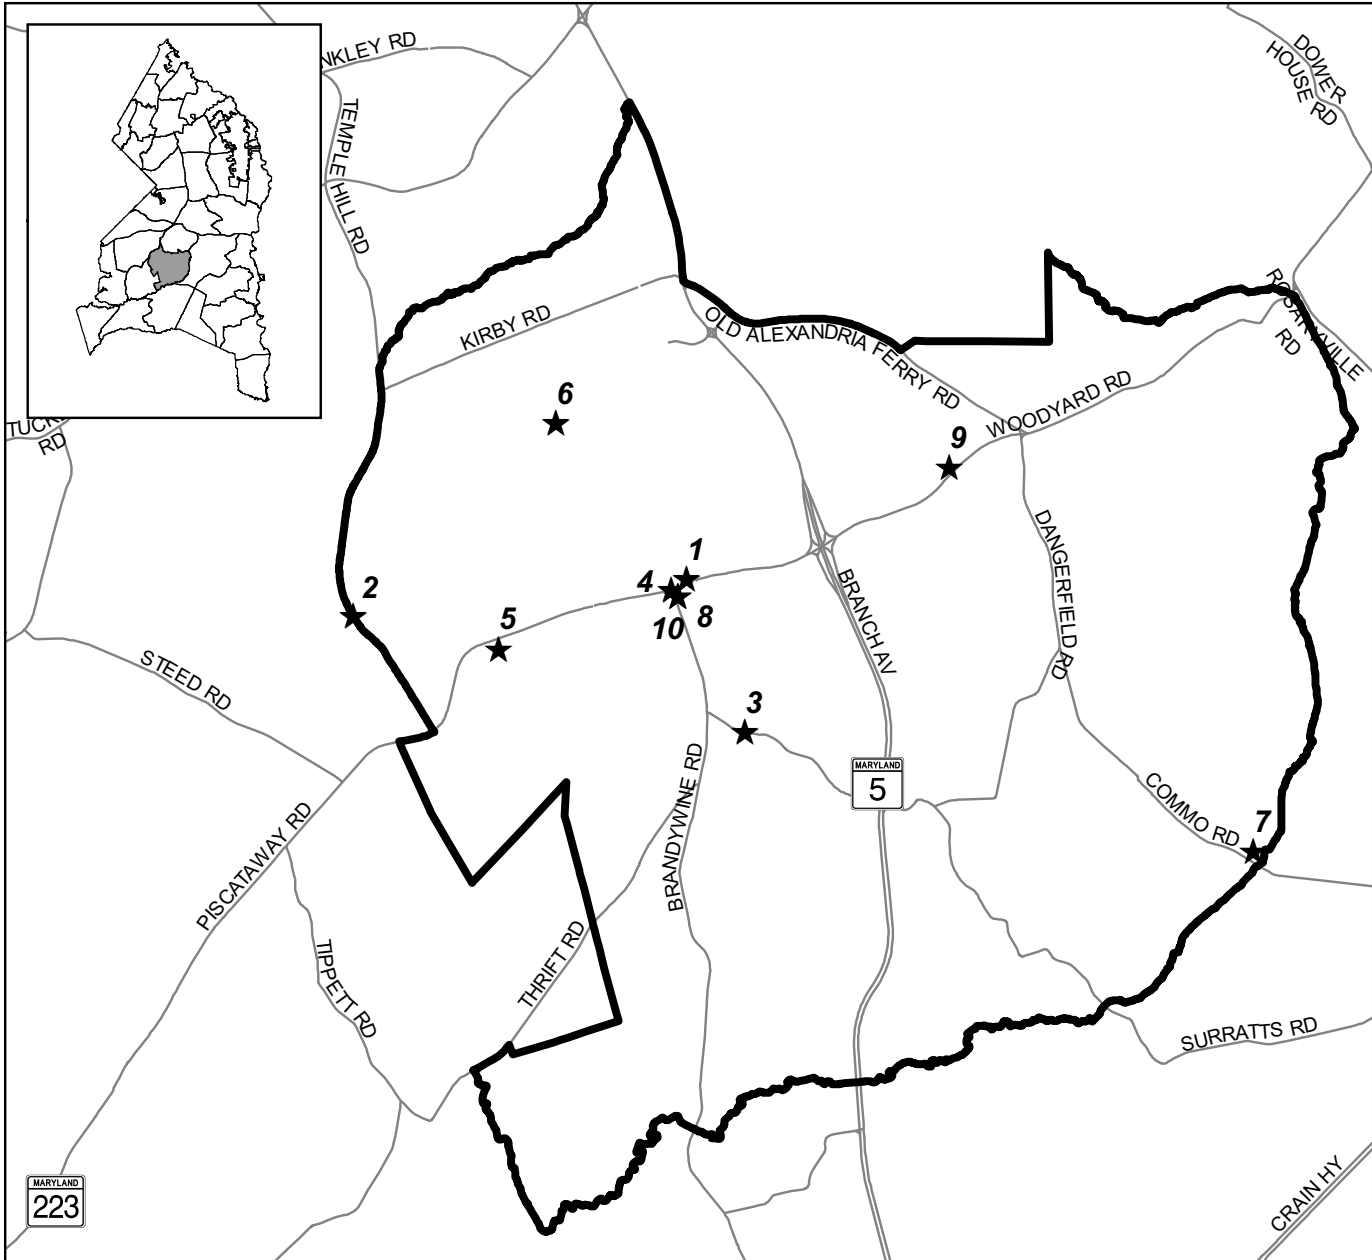 NKLEY RD
TEMPLE HILL RD
DOWER
HOUSE RD
KIRBY RD
OLD ALEXANDRIA FERRY RD
ROSARYVILLE
RD
WOODYARD RD
6
9
TUCK
RD
DANGERFIELD RD
1
4
2
10
8
5
BRANCH AV
STEED RD
3
BRANDYWINE RD
MARYLAND
5
COMMO RD
7
PISCATAWAY RD
TIPPETT RD
THRIFT RD
SURRATTS RD
MARYLAND
223
CRAIN HY